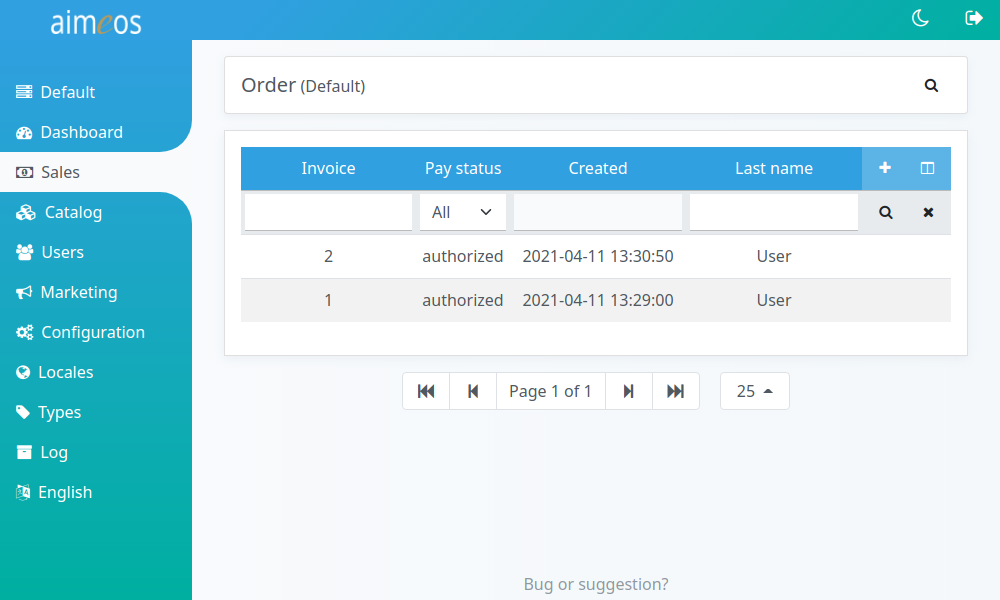 aimeos
Default
Dashboard
Sales
Catalog
Users
Marketing
Configuration
Locales
Types
Log
English
Order (Default)
Invoice Pay status Created Last name
All
2 authorized 2021-04-11 13:30:50 User
1 authorized 2021-04-11 13:29:00 User
Page 1 of 1 25
Bug or suggestion?